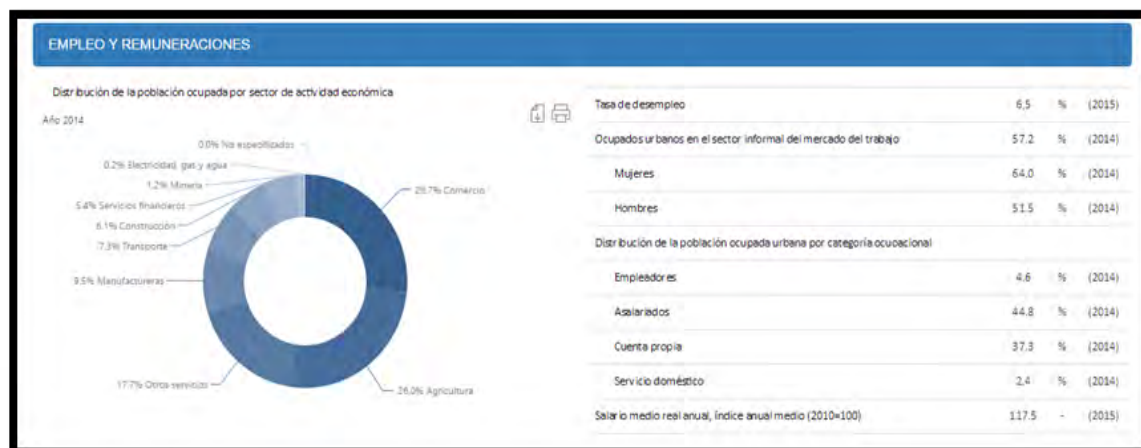 EMPLEO Y REMUNERACIONES
Distribución de la población ocupada por sector de actividad económica
Año 2014
0.0% No especificados
0.2% Electricidad, gas y agua
1.2% Minería
5.4% Servicios financieros
6.1% Construcción
7.3% Transporte
9.5% Manufactureras
17.7% Otros servicios
26.7% Comercio
26.0% Agricultura
Tasa de desempleo 6.5 % (2015)
Ocupados urbanos en el sector informal del mercado del trabajo 57.2 % (2014)
Mujeres 64.0 % (2014)
Hombres 51.5 % (2014)
Distribución de la población ocupada urbana por categoría ocupacional
Empleadores 4.6 % (2014)
Asalariados 44.8 % (2014)
Cuenta propia 37.3 % (2014)
Servicio doméstico 2.4 % (2014)
Salario medio real anual, índice anual medio (2010=100) 117.5 - (2015)